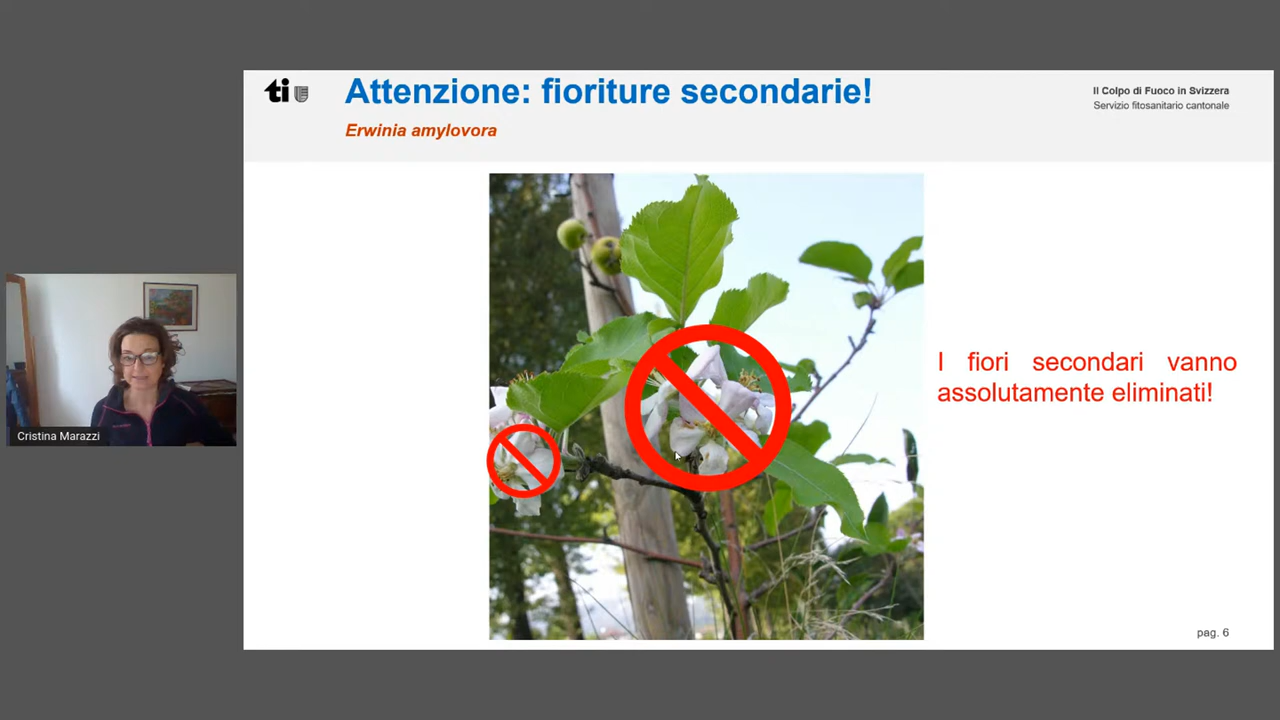 ti
Attenzione: fioriture secondarie!
Erwinia amylovora
Il Colpo di Fuoco in Svizzera
Servizio fitosanitario cantonale
I fiori secondari vanno
assolutamente eliminati!
Cristina Marazzi
pag. 6